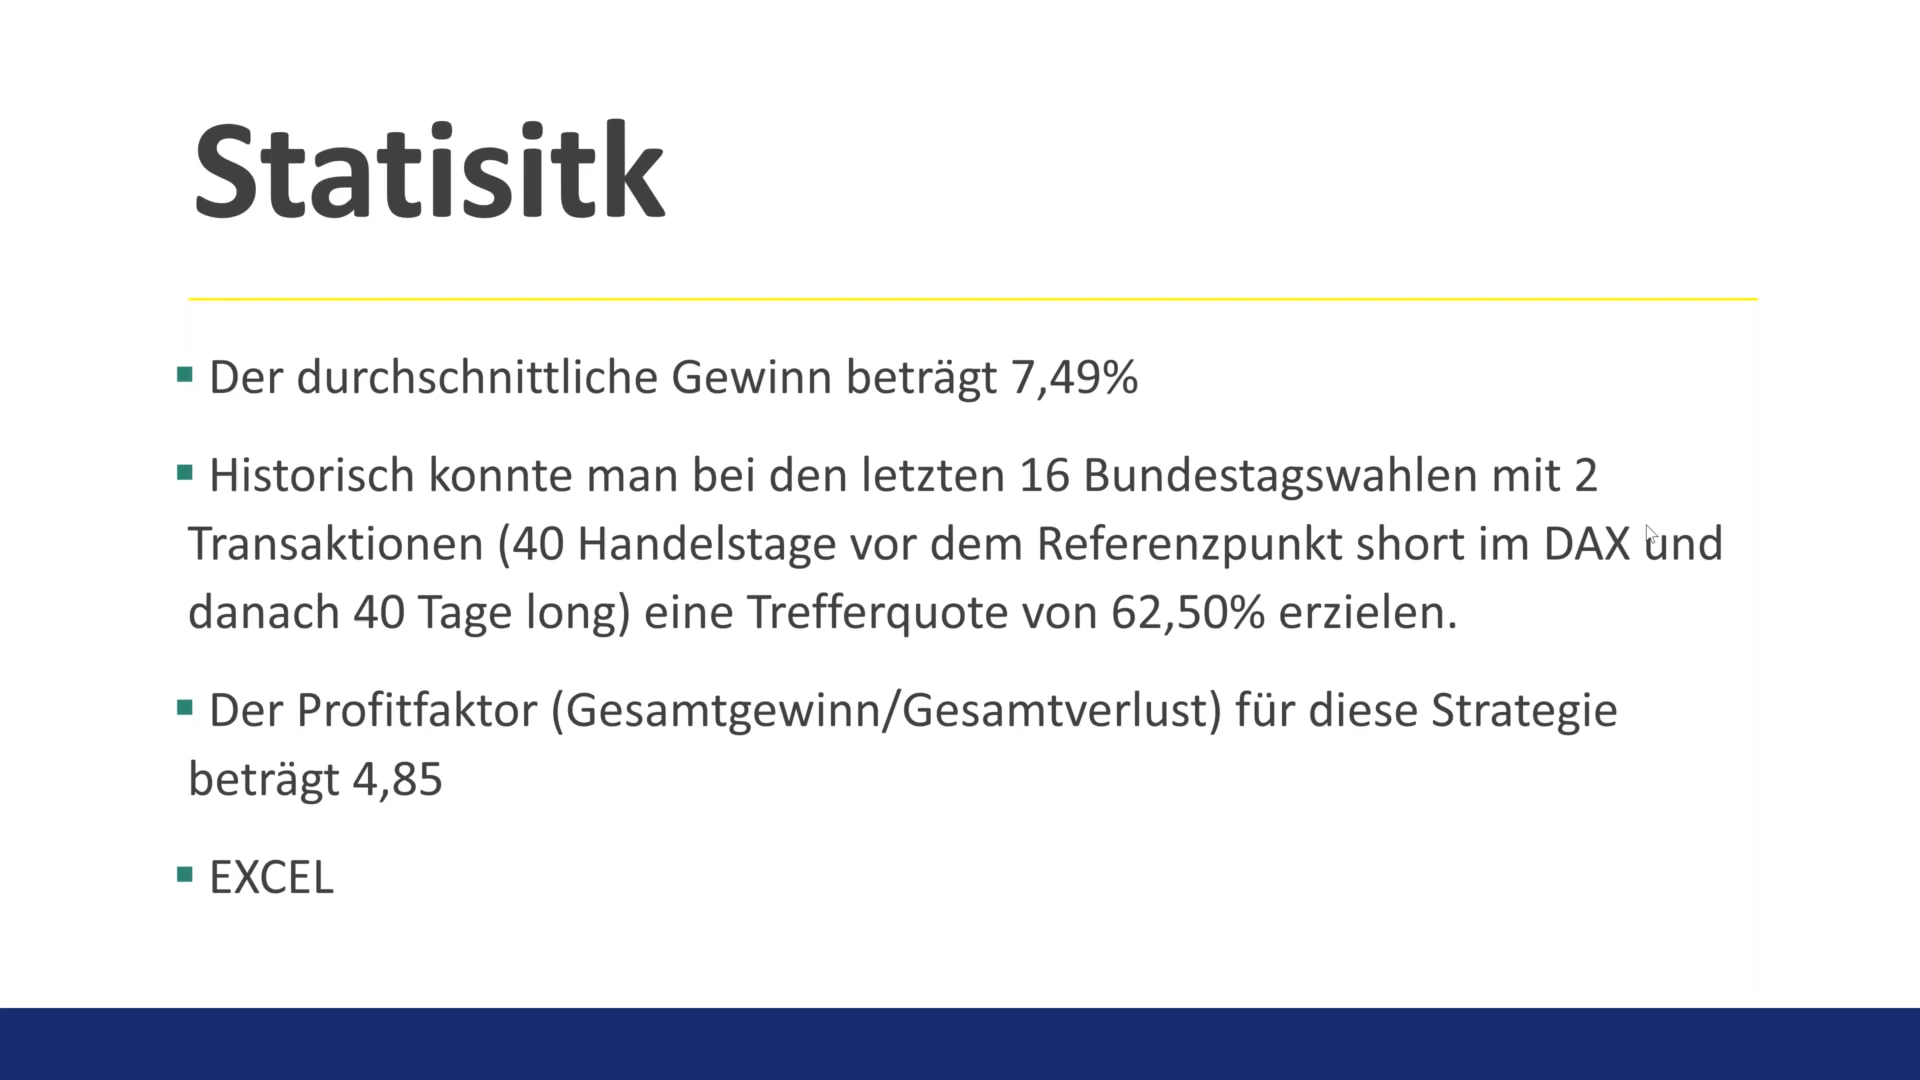 Statisitk
▪ Der durchschnittliche Gewinn beträgt 7,49%
▪ Historisch konnte man bei den letzten 16 Bundestagswahlen mit 2
Transaktionen (40 Handelstage vor dem Referenzpunkt short im DAX und
danach 40 Tage long) eine Trefferquote von 62,50% erzielen.
▪ Der Profitfaktor (Gesamtgewinn/Gesamtverlust) für diese Strategie
beträgt 4,85
▪ EXCEL